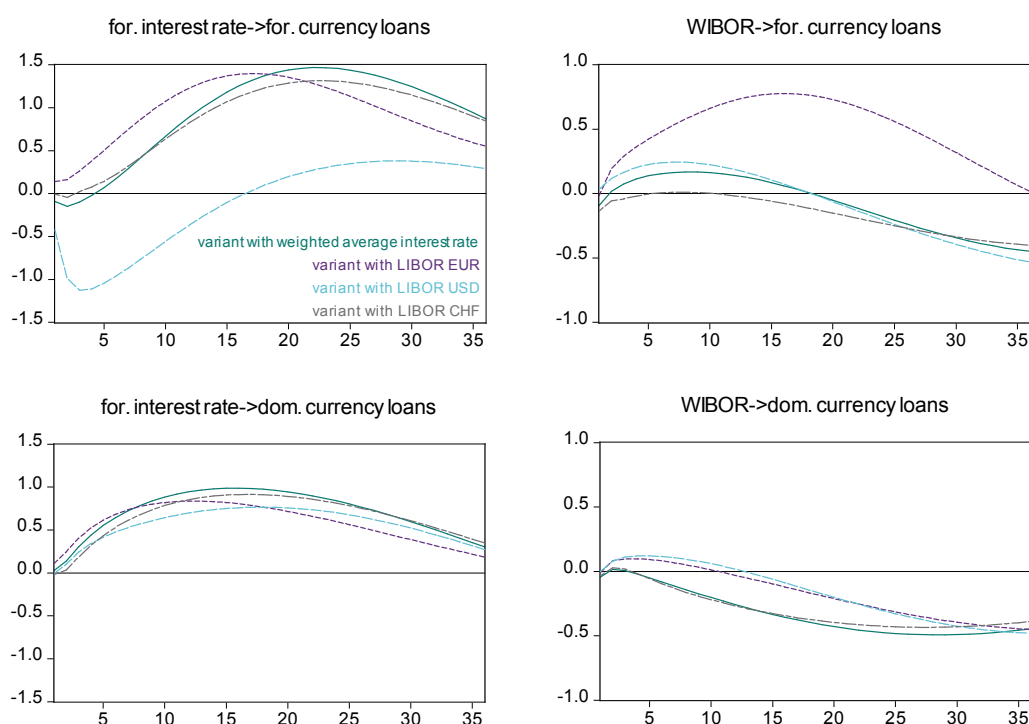 for. interest rate->for. currency loans
WIBOR->for. currency loans
1.5
1.0
0.5
0.0
-0.5
-1.0
-1.5
variant with weighted average interest rate
variant with LIBOR EUR
variant with LIBOR USD
variant with LIBOR CHF
5 10 15 20 25 30 35
1.0
0.5
0.0
-0.5
-1.0
5 10 15 20 25 30 35
for. interest rate->dom. currency loans
WIBOR->dom. currency loans
1.5
1.0
0.5
0.0
-0.5
-1.0
-1.5
5 10 15 20 25 30 35
1.0
0.5
0.0
-0.5
-1.0
5 10 15 20 25 30 35